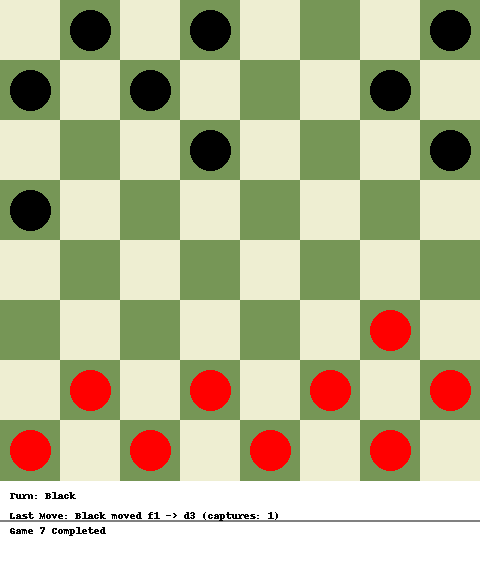 Turn: Black
Last Move: Black moved f1 -> d3 (captures: 1)
Game 7 Completed